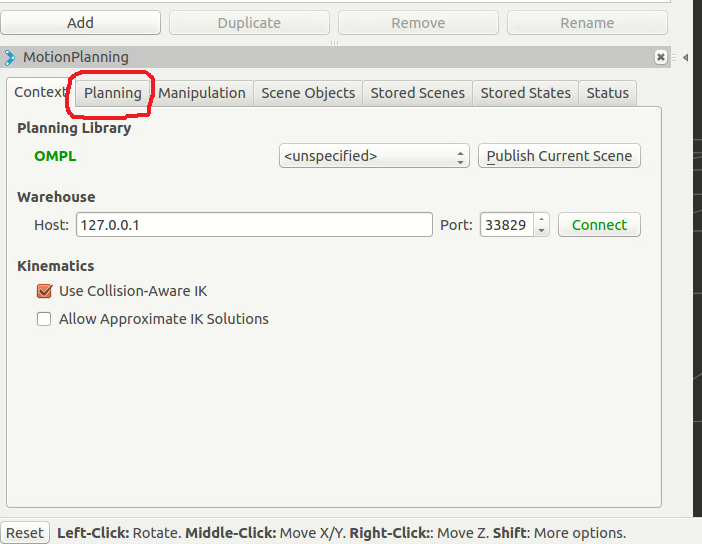 Add Duplicate Remove Rename
MotionPlanning
Context Planning Manipulation Scene Objects Stored Scenes Stored States Status
Planning Library
OMPL <unspecified> Publish Current Scene
Warehouse
Host: 127.0.0.1 Port: 33829 Connect
Kinematics
Use Collision-Aware IK
Allow Approximate IK Solutions
Reset Left-Click: Rotate. Middle-Click: Move X/Y. Right-Click:: Move Z. Shift: More options.